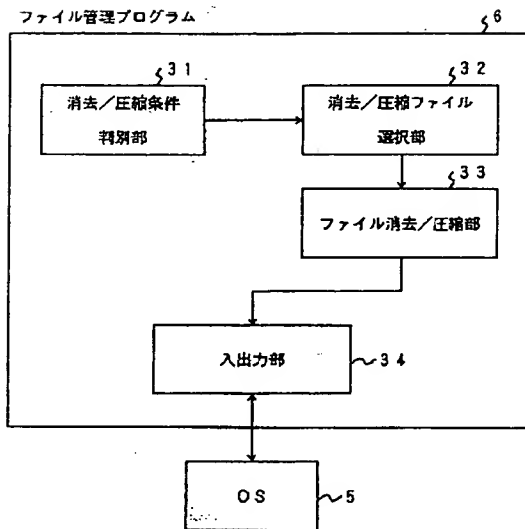 ファイル管理プログラム
6
31
消去/圧縮条件
判別部
32
消去/圧縮ファイル
選択部
33
ファイル消去/圧縮部
入出力部
34
OS
5